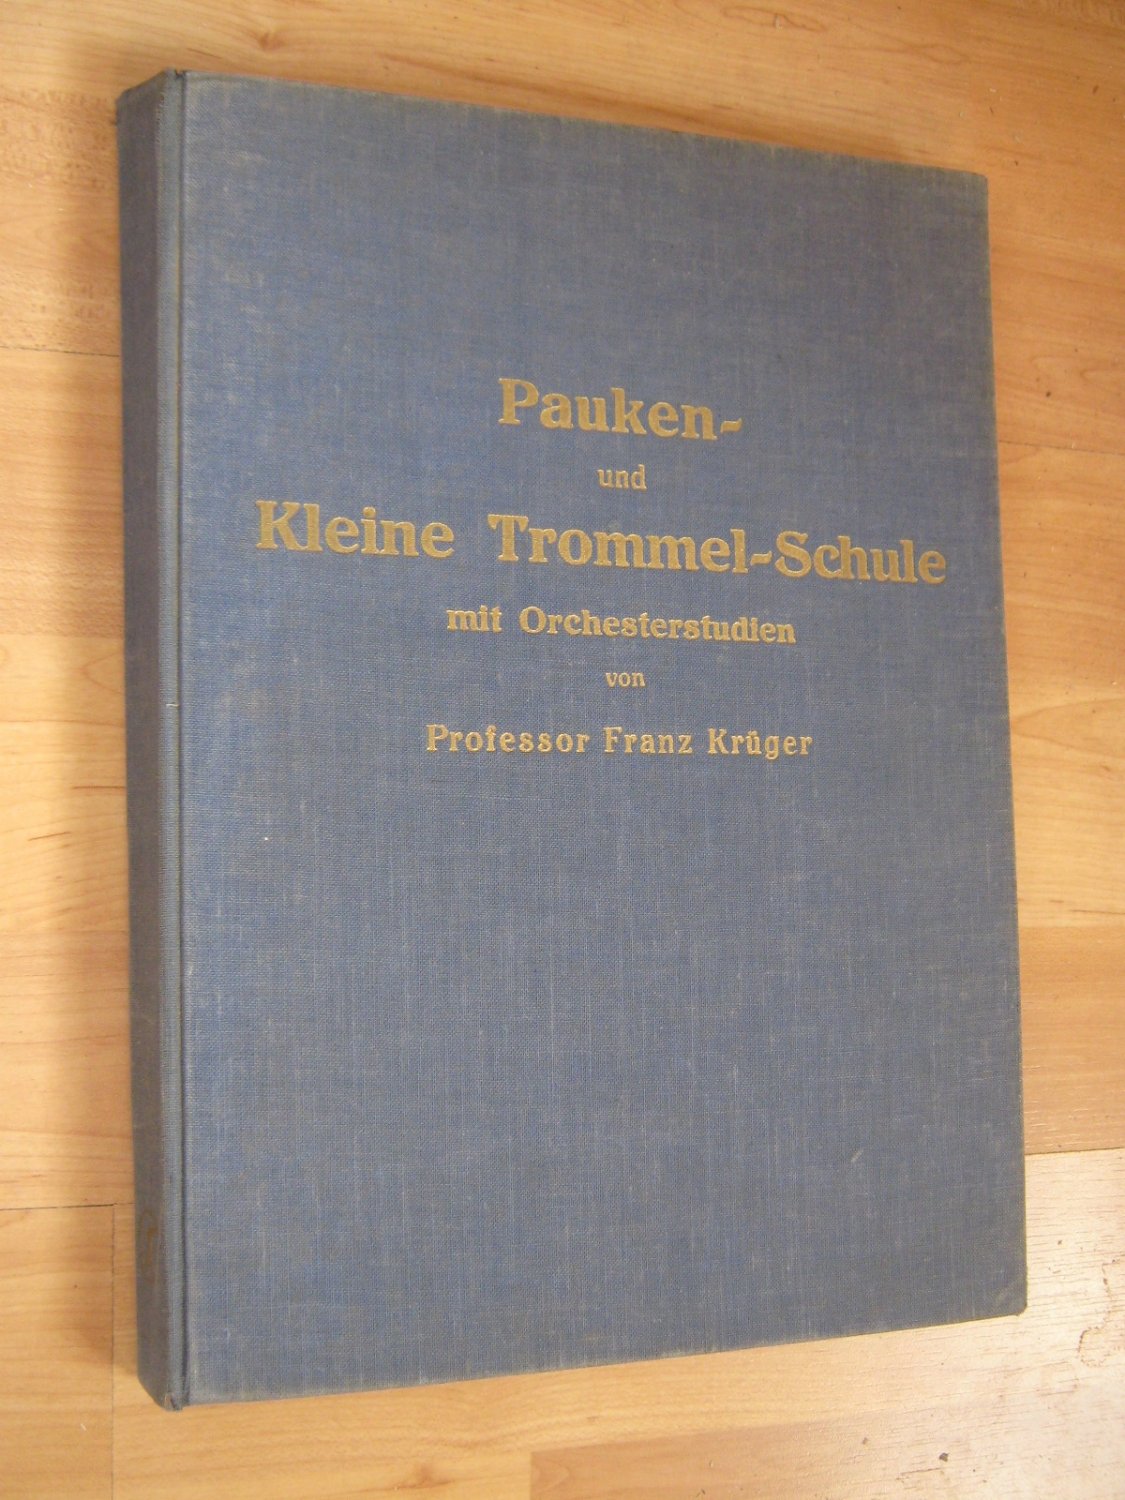 Pauken-
und
Kleine Trommel-Schule
mit Orchesterstudien
von
Professor Franz Krüger